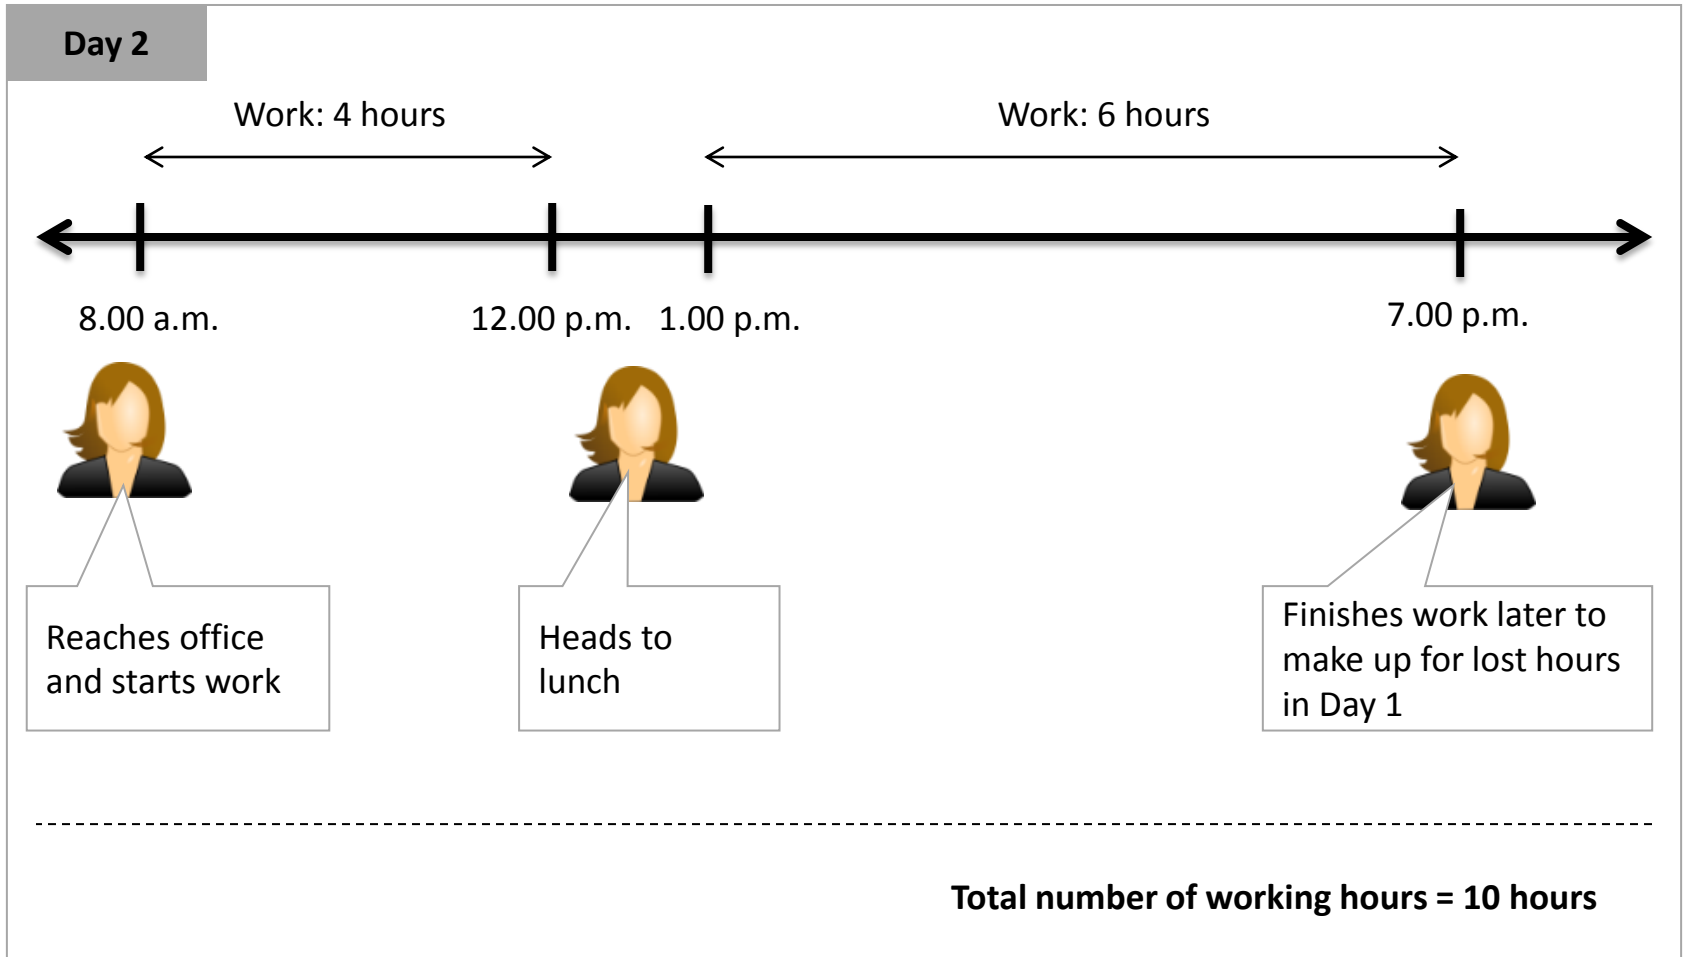 Day 2
Work: 4 hours
Work: 6 hours
8.00 a.m.
12.00 p.m.
1.00 p.m.
7.00 p.m.
Reaches office
and starts work
Heads to
lunch
Finishes work later to
make up for lost hours
in Day 1
Total number of working hours = 10 hours